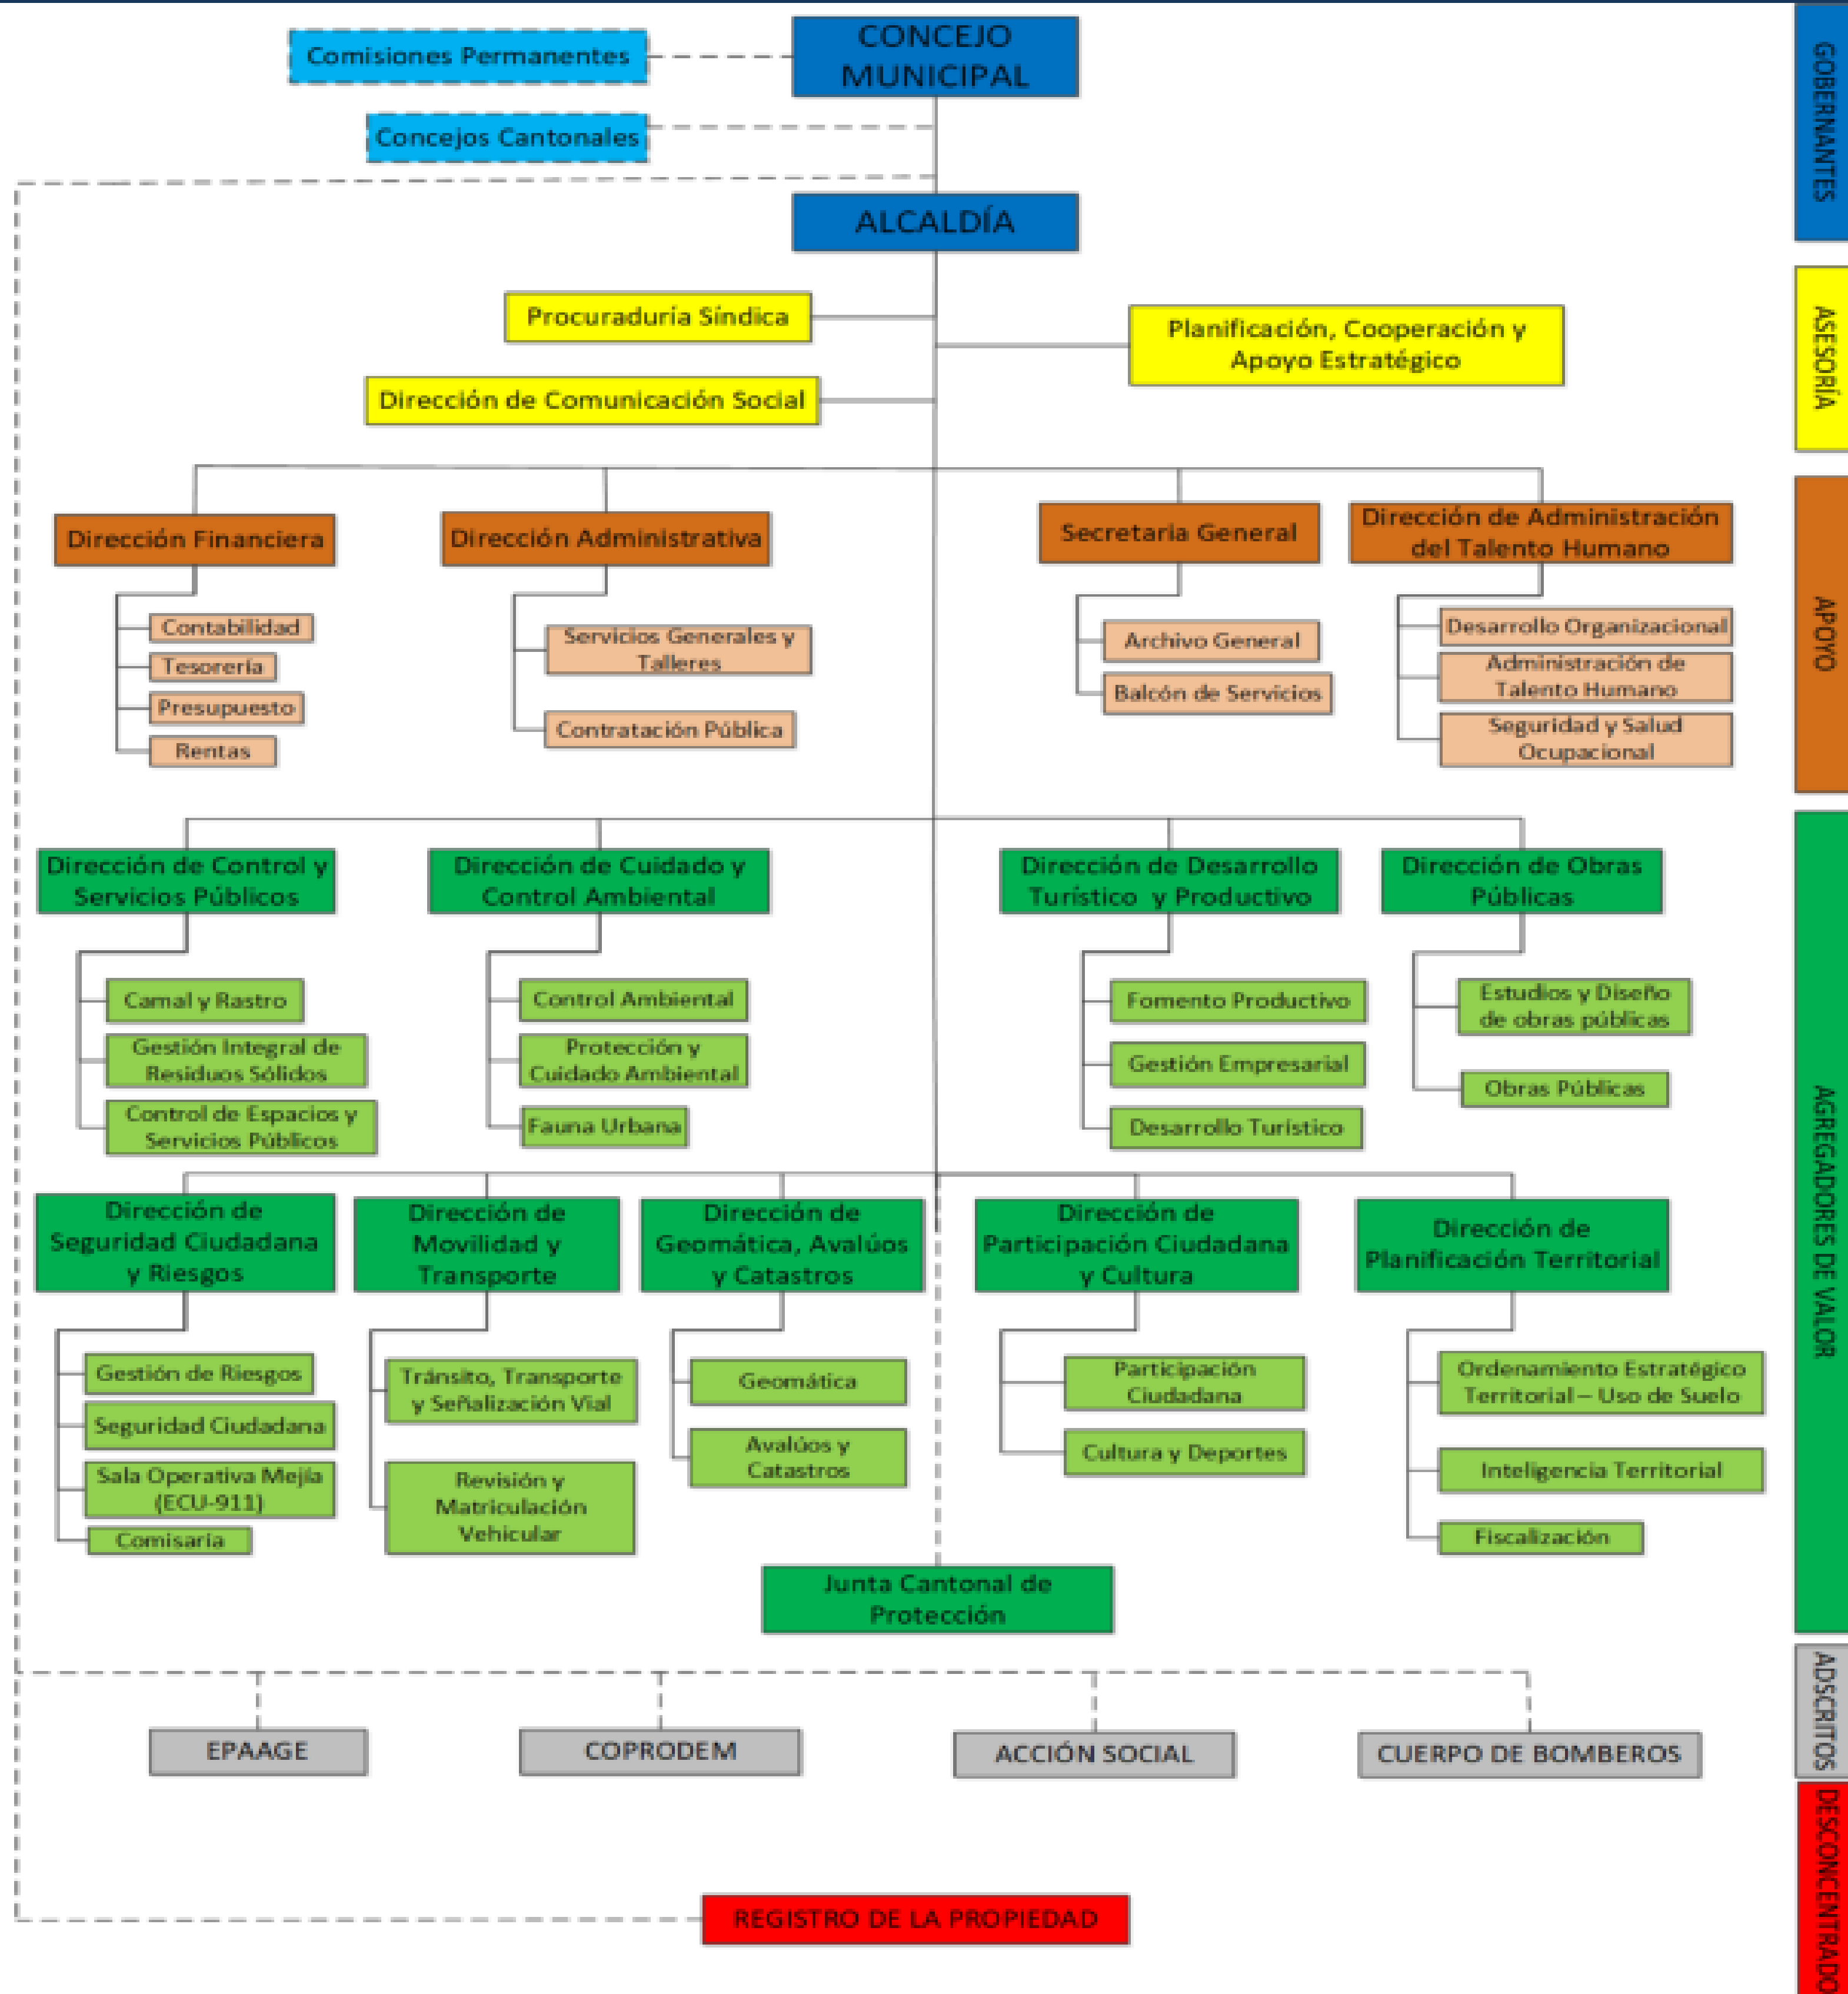 CONCEJO
MUNICIPAL
Comisiones Permanentes
Concejos Cantonales
ALCALDÍA
GOBERNANTES
Procuraduría Síndica
Planificación, Cooperación y
Apoyo Estratégico
Dirección de Comunicación Social
ASESORÍA
Dirección Financiera
Contabilidad
Tesorería
Presupuesto
Rentas
Dirección Administrativa
Servicios Generales y
Talleres
Contratación Pública
Secretaria General
Archivo General
Balcón de Servicios
Dirección de Administración
del Talento Humano
Desarrollo Organizacional
Administración de
Talento Humano
Seguridad y Salud
Ocupacional
APOYO
Dirección de Control y
Servicios Públicos
Camal y Rastro
Gestión Integral de
Residuos Sólidos
Control de Espacios y
Servicios Públicos
Dirección de Cuidado y
Control Ambiental
Control Ambiental
Protección y
Cuidado Ambiental
Fauna Urbana
Dirección de Desarrollo
Turístico y Productivo
Fomento Productivo
Gestión Empresarial
Desarrollo Turístico
Dirección de Obras
Públicas
Estudios y Diseño
de obras públicas
Obras Públicas
Dirección de
Seguridad Ciudadana
y Riesgos
Gestión de Riesgos
Seguridad Ciudadana
Sala Operativa Mejía
(ECU-911)
Comisaría
Dirección de
Movilidad y
Transporte
Tránsito, Transporte
y Señalización Vial
Revisión y
Matriculación
Vehicular
Dirección de
Geomática, Avalúos
y Catastros
Geomática
Avalúos y
Catastros
Dirección de
Participación Ciudadana
y Cultura
Participación
Ciudadana
Cultura y Deportes
Dirección de
Planificación Territorial
Ordenamiento Estratégico
Territorial – Uso de Suelo
Inteligencia Territorial
Fiscalización
Junta Cantonal de
Protección
AGREGADORES DE VALOR
EPAAGE
COPRODEM
ACCIÓN SOCIAL
CUERPO DE BOMBEROS
ADSCRITOS
REGISTRO DE LA PROPIEDAD
DESCONCENTRADO